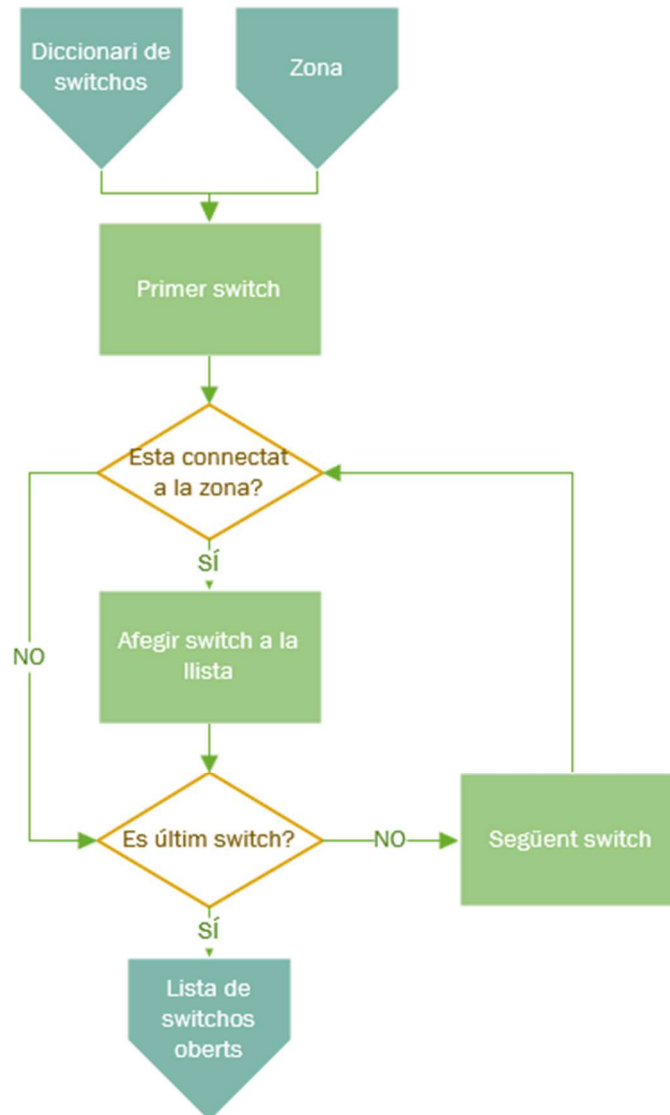 Diccionari de
switchos
Zona
Primer switch
Esta connectat
a la zona?
SÍ
NO
Afegir switch a la
llista
Es últim switch?
NO
Següent switch
SÍ
Lista de
switchos
oberts